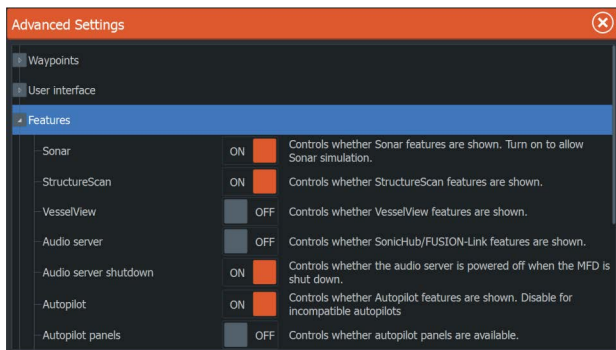 Advanced Settings
Waypoints
User interface
Features
Sonar ON Controls whether Sonar features are shown. Turn on to allow
Sonar simulation.
StructureScan ON Controls whether StructureScan features are shown.
VesselView OFF Controls whether VesselView features are shown.
Audio server OFF Controls whether SonicHub/FUSION-Link features are shown.
Audio server shutdown ON Controls whether the audio server is powered off when the MFD is
shut down.
Autopilot ON Controls whether Autopilot features are shown. Disable for
incompatible autopilots
Autopilot panels OFF Controls whether autopilot panels are available.